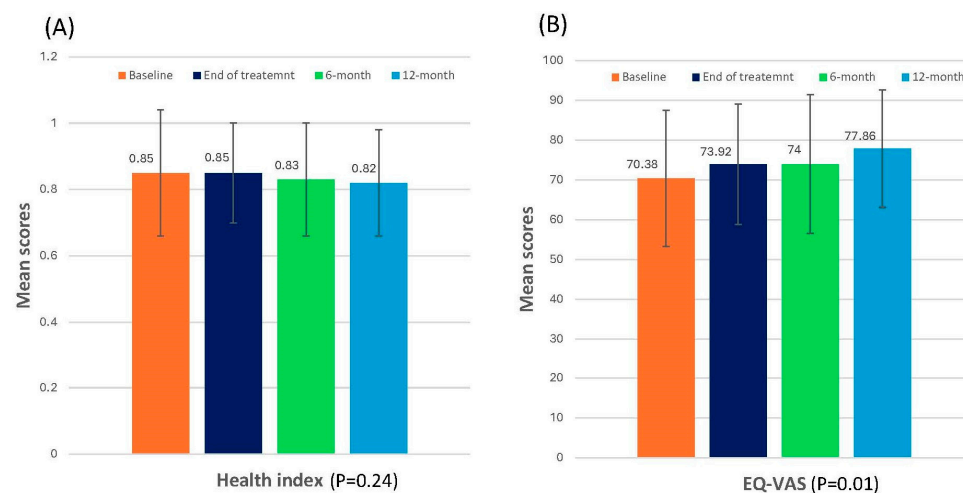 (A)
1.2
Baseline End of treatemnt 6-month 12-month
1
0.85 0.85 0.83 0.82
0.8
0.6
0.4
0.2
0
Mean scores
Health index (P=0.24)
(B)
100
Baseline End of treatemnt 6-month 12-month
90
80
70.38 73.92 74 77.86
70
60
50
40
30
20
10
0
Mean scores
EQ-VAS (P=0.01)